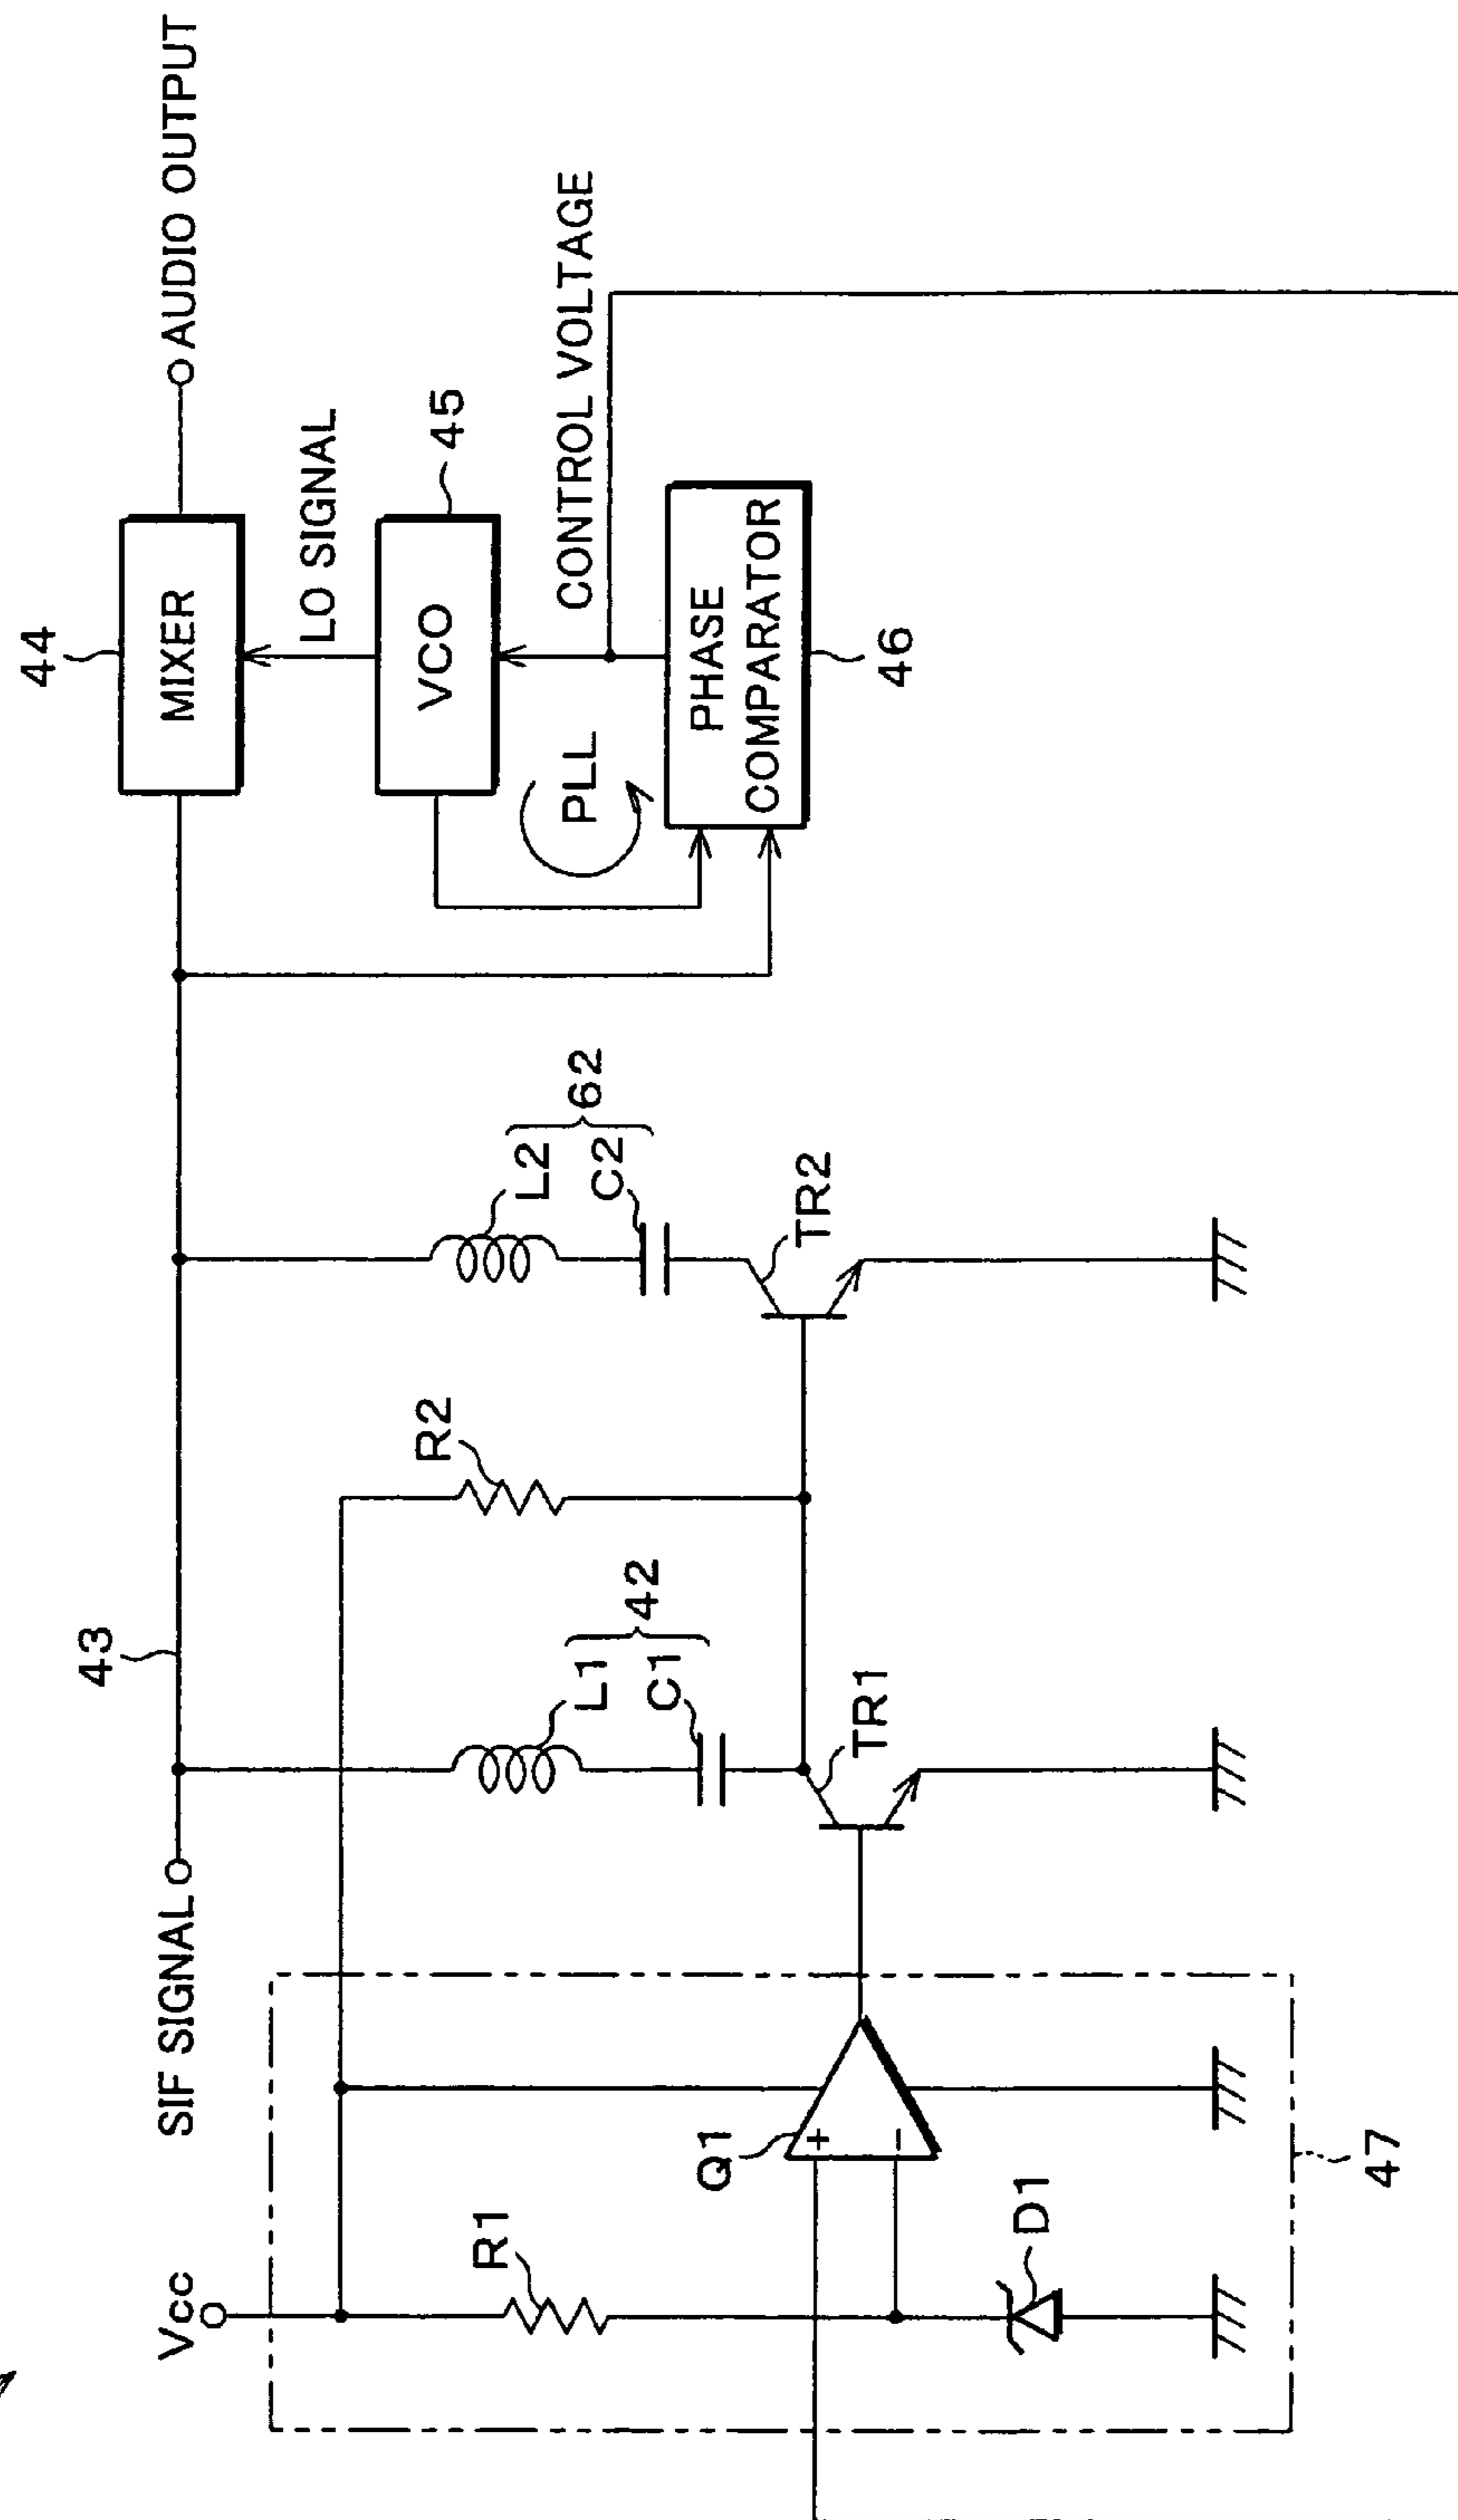 44
MIXER
AUDIO OUTPUT
LO SIGNAL
VCO
45
CONTROL VOLTAGE
PLL
PHASE
COMPARATOR
46
62
L2
C2
TR2
R2
43
42
L1
C1
TR1
SIF SIGNAL
Vcc
R1
Q1
+
−
D1
47